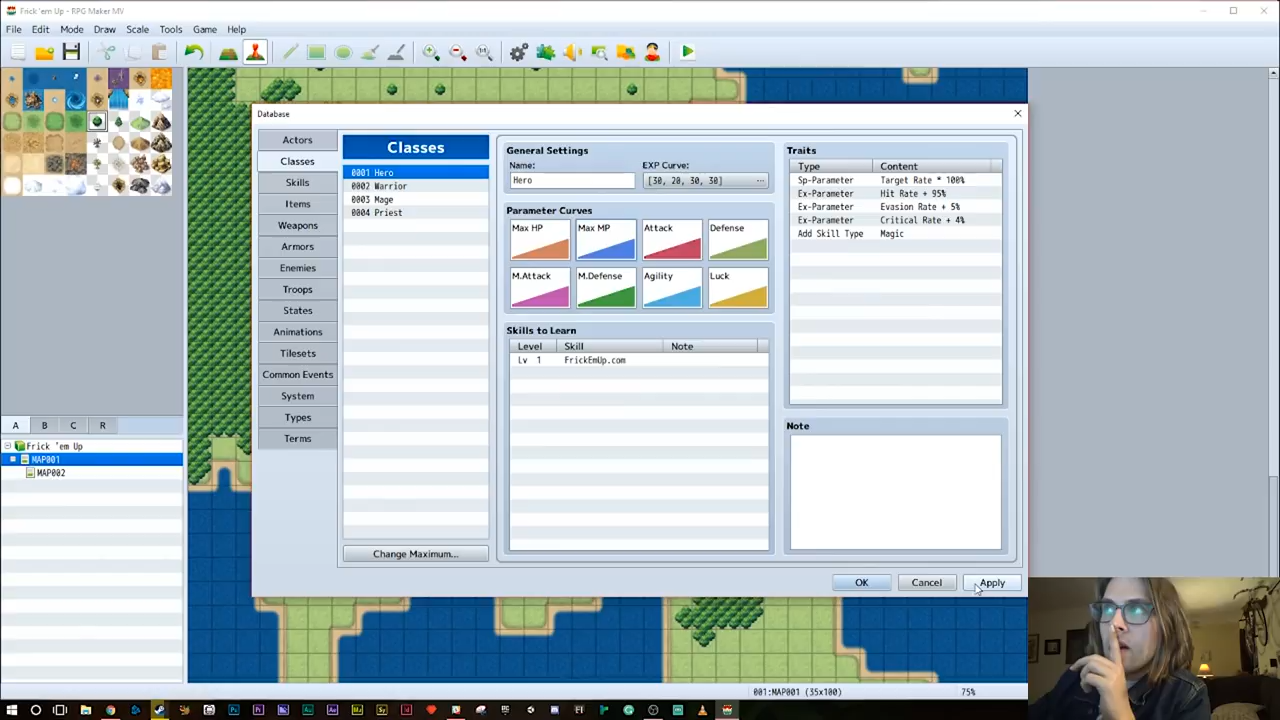 Frick 'em Up - RPG Maker MV
File Edit Mode Draw Scale Tools Game Help
Database
Actors
Classes
Skills
Items
Weapons
Armors
Enemies
Troops
States
Animations
Tilesets
Common Events
System
Types
Terms
Classes
0001 Hero
0002 Warrior
0003 Mage
0004 Priest
Change Maximum...
General Settings
Name:
EXP Curve:
Hero
[30, 20, 30, 30]
...
Parameter Curves
Max HP
Max MP
Attack
Defense
M.Attack
M.Defense
Agility
Luck
Skills to Learn
Level Skill Note
Lv 1 FrickEmUp.com
Traits
Type Content
Sp-Parameter Target Rate * 100%
Ex-Parameter Hit Rate + 95%
Ex-Parameter Evasion Rate + 5%
Ex-Parameter Critical Rate + 4%
Add Skill Type Magic
Note
OK
Cancel
Apply
A B C R
Frick 'em Up
MAP001
MAP002
001:MAP001 (35x100)
75%